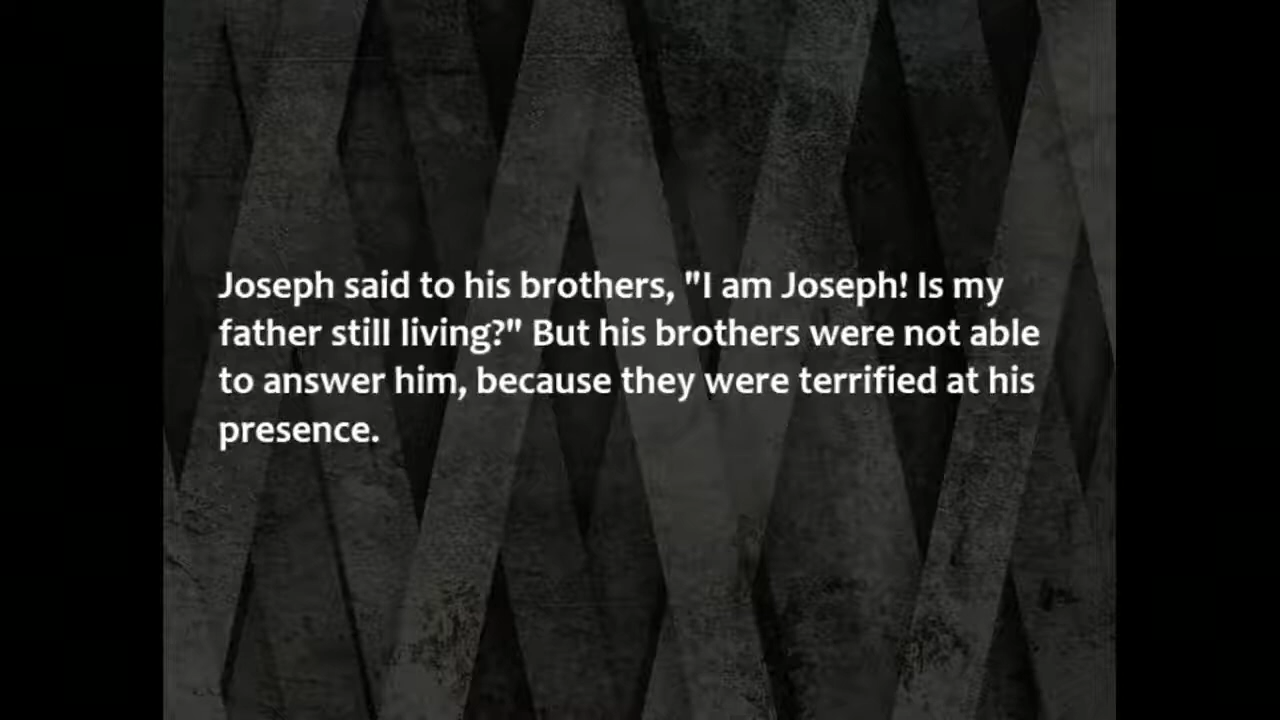 Joseph said to his brothers, "I am Joseph! Is my
father still living?" But his brothers were not able
to answer him, because they were terrified at his
presence.